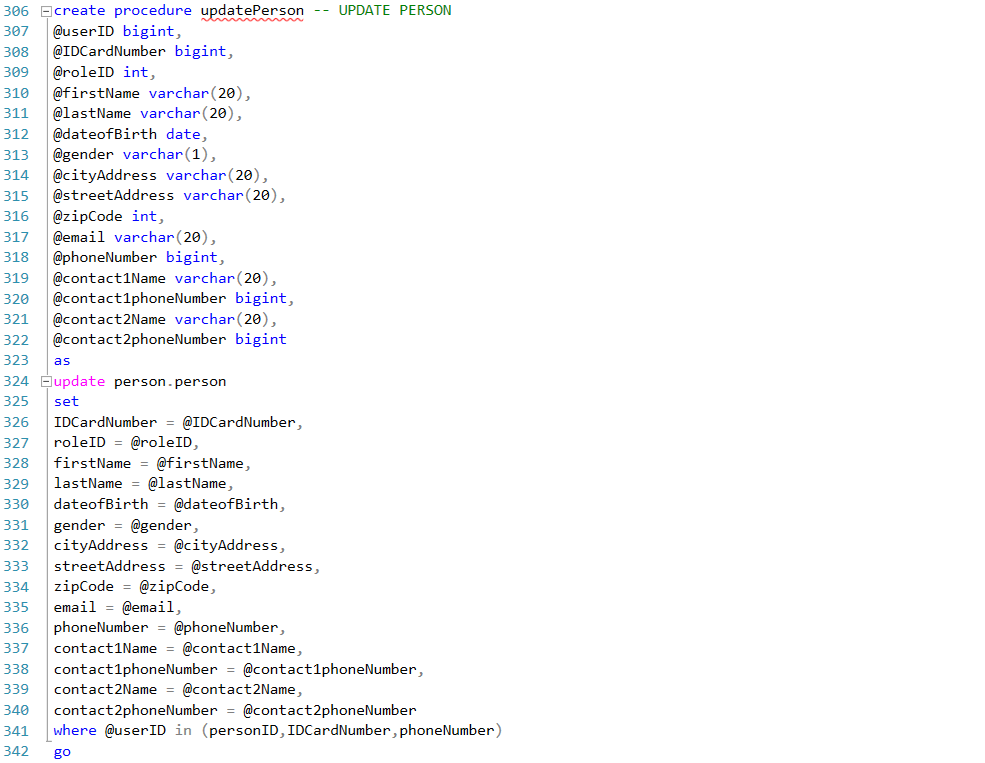 306 create procedure updatePerson -- UPDATE PERSON
307 @userID bigint,
308 @IDCardNumber bigint,
309 @roleID int,
310 @firstName varchar(20),
311 @lastName varchar(20),
312 @dateofBirth date,
313 @gender varchar(1),
314 @cityAddress varchar(20),
315 @streetAddress varchar(20),
316 @zipCode int,
317 @email varchar(20),
318 @phoneNumber bigint,
319 @contact1Name varchar(20),
320 @contact1phoneNumber bigint,
321 @contact2Name varchar(20),
322 @contact2phoneNumber bigint
323 as
324 update person.person
325 set
326 IDCardNumber = @IDCardNumber,
327 roleID = @roleID,
328 firstName = @firstName,
329 lastName = @lastName,
330 dateofBirth = @dateofBirth,
331 gender = @gender,
332 cityAddress = @cityAddress,
333 streetAddress = @streetAddress,
334 zipCode = @zipCode,
335 email = @email,
336 phoneNumber = @phoneNumber,
337 contact1Name = @contact1Name,
338 contact1phoneNumber = @contact1phoneNumber,
339 contact2Name = @contact2Name,
340 contact2phoneNumber = @contact2phoneNumber
341 where @userID in (personID,IDCardNumber,phoneNumber)
342 go